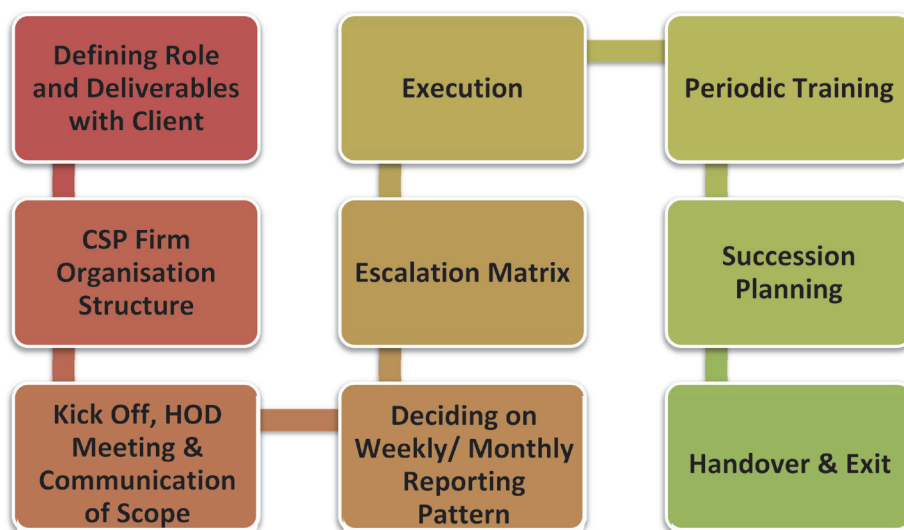 Defining Role
and Deliverables
with Client
CSP Firm
Organisation
Structure
Kick Off, HOD
Meeting &
Communication
of Scope
Deciding on
Weekly/ Monthly
Reporting
Pattern
Escalation Matrix
Execution
Periodic Training
Succession
Planning
Handover & Exit